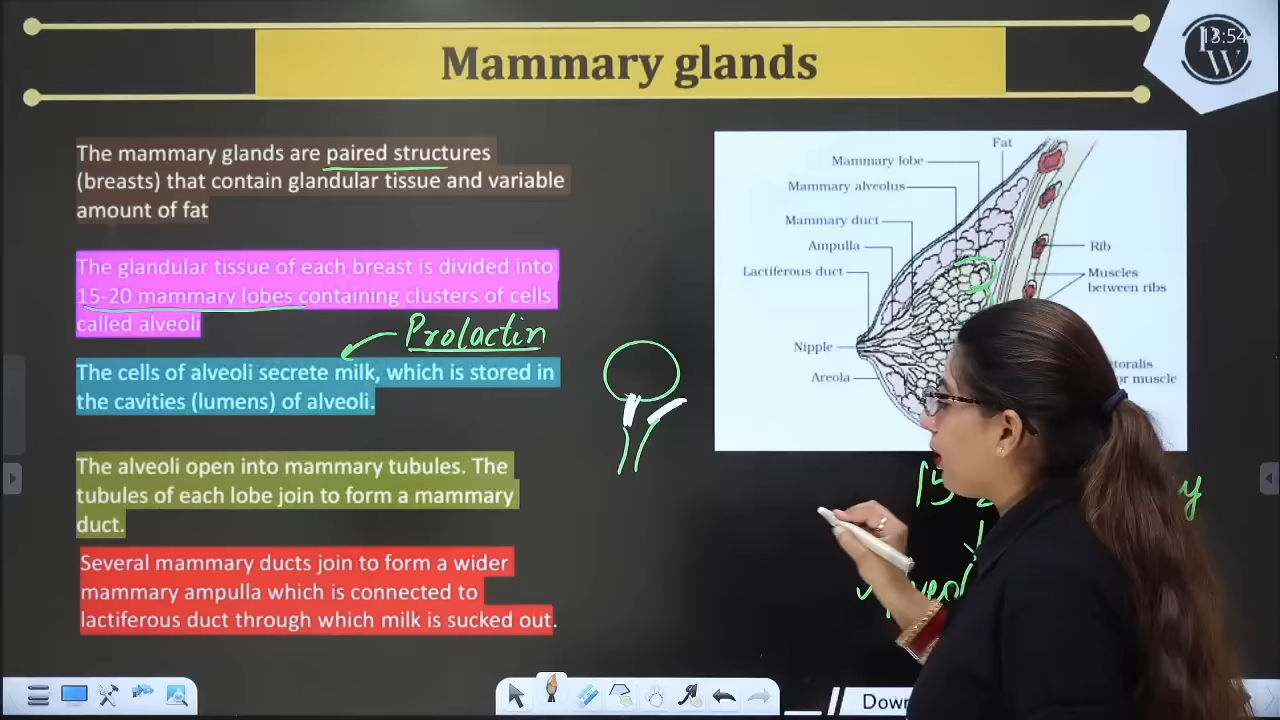 Mammary glands
13:54
PW
The mammary glands are paired structures
(breasts) that contain glandular tissue and variable
amount of fat
The glandular tissue of each breast is divided into
15-20 mammary lobes containing clusters of cells
called alveoli
Prolactin
The cells of alveoli secrete milk, which is stored in
the cavities (lumens) of alveoli.
The alveoli open into mammary tubules. The
tubules of each lobe join to form a mammary
duct.
Several mammary ducts join to form a wider
mammary ampulla which is connected to
lactiferous duct through which milk is sucked out.
Fat
Mammary lobe
Mammary alveolus
Mammary duct
Ampulla
Lactiferous duct
Nipple
Areola
Rib
Muscles
between ribs
muscle
15